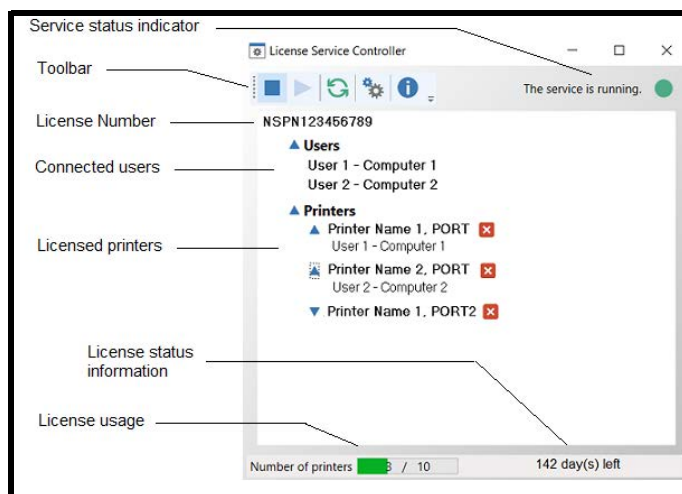 Service status indicator
License Service Controller
Toolbar
The service is running.
License Number
NSPN123456789
Users
Connected users
User 1 - Computer 1
User 2 - Computer 2
Printers
Printer Name 1, PORT
Licensed printers
User 1 - Computer 1
Printer Name 2, PORT
User 2 - Computer 2
Printer Name 1, PORT2
License status
information
License usage
Number of printers 3 / 10
142 day(s) left